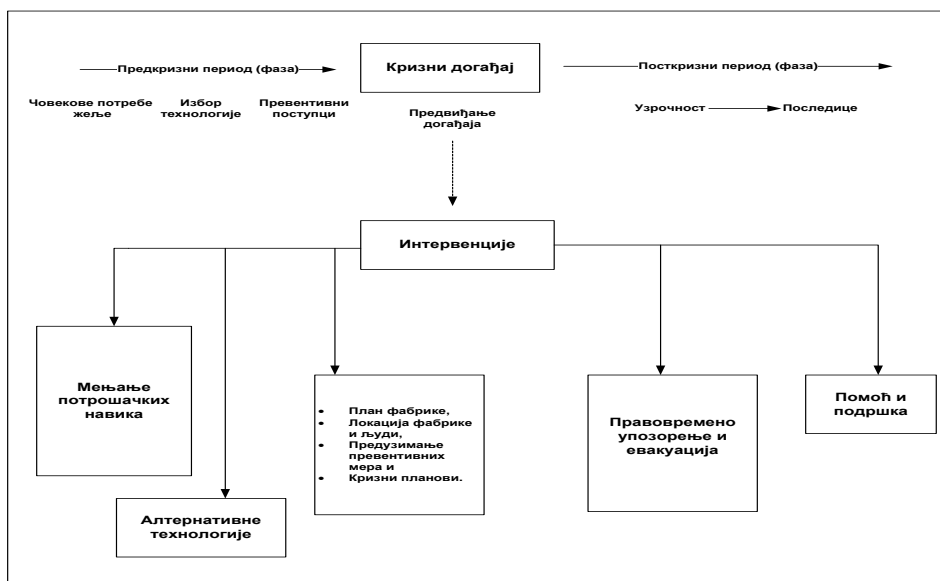 Предкризни период (фаза)
Кризни догађај
Посткризни период (фаза)
Човекове потребе
жеље
Избор
технологије
Превентивни
поступци
Предвиђање
догађаја
Узрочност
Последице
Интервенције
Мењање
потрошачких
навика
Алтернативне
технологије
• План фабрике,
• Локација фабрике
и људи,
• Предузимање
превентивних
мера и
• Кризни планови.
Правовремено
упозорење и
евакуација
Помоћ и
подршка